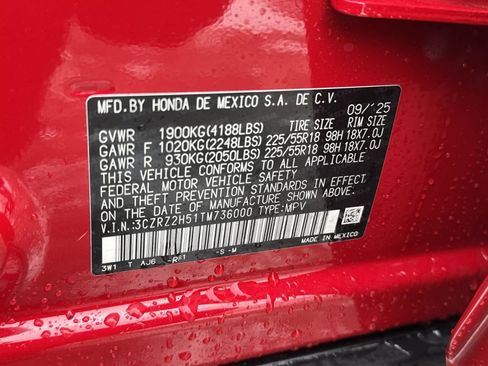 MFD.BY HONDA DE MEXICO S.A. DE C.V.
09/'25
GVWR 1900KG(4188LBS) TIRE SIZE RIM SIZE
GAWR F 1020KG(2248LBS) 225/55R18 98H 18X7.0J
GAWR R 930KG(2050LBS) 225/55R18 98H 18X7.0J
THIS VEHICLE CONFORMS TO ALL APPLICABLE
FEDERAL MOTOR VEHICLE SAFETY AND
THEFT PREVENTION STANDARDS IN EFFECT
ON THE DATE OF MANUFACTURE SHOWN ABOVE.
V.I.N.:3CZRZ2H51TM736000 TYPE:MPV
3W1 T AJ6 -R81 -S -M